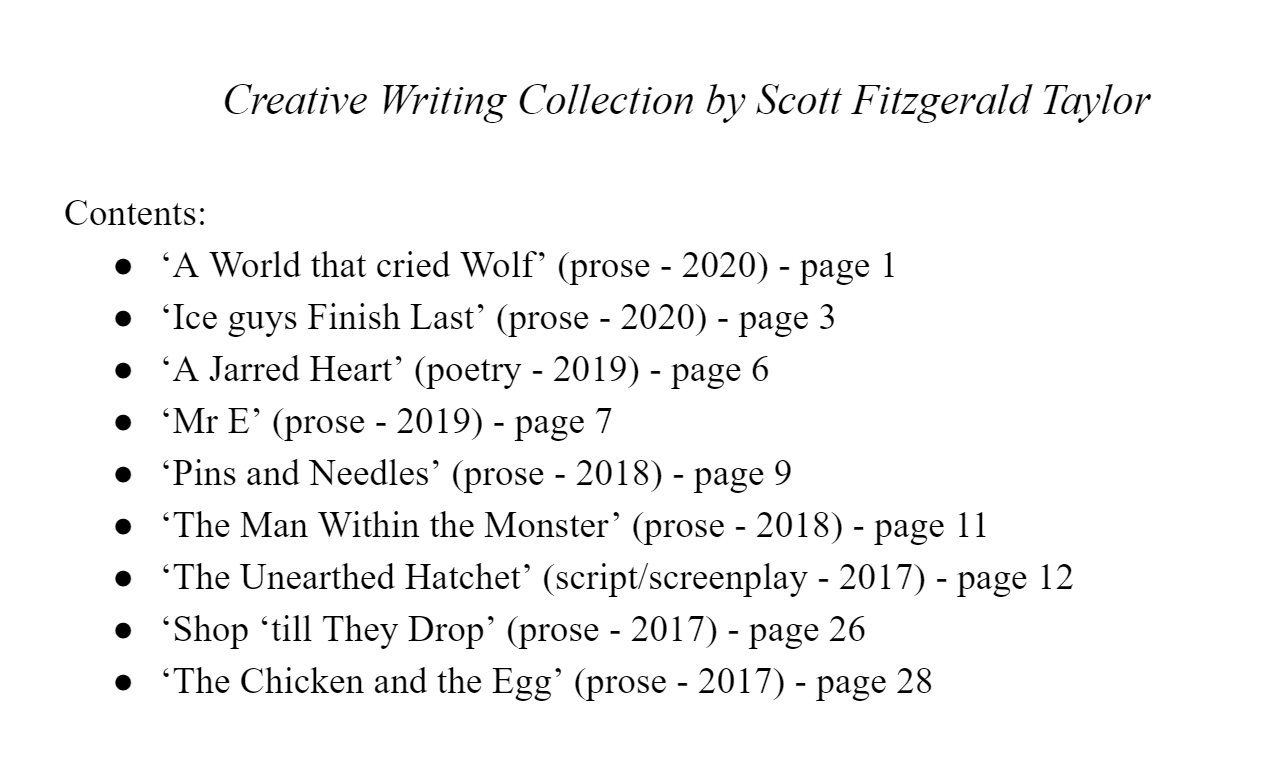 Creative Writing Collection by Scott Fitzgerald Taylor
Contents:
● ‘A World that cried Wolf’ (prose - 2020) - page 1
● ‘Ice guys Finish Last’ (prose - 2020) - page 3
● ‘A Jarred Heart’ (poetry - 2019) - page 6
● ‘Mr E’ (prose - 2019) - page 7
● ‘Pins and Needles’ (prose - 2018) - page 9
● ‘The Man Within the Monster’ (prose - 2018) - page 11
● ‘The Unearthed Hatchet’ (script/screenplay - 2017) - page 12
● ‘Shop ‘till They Drop’ (prose - 2017) - page 26
● ‘The Chicken and the Egg’ (prose - 2017) - page 28